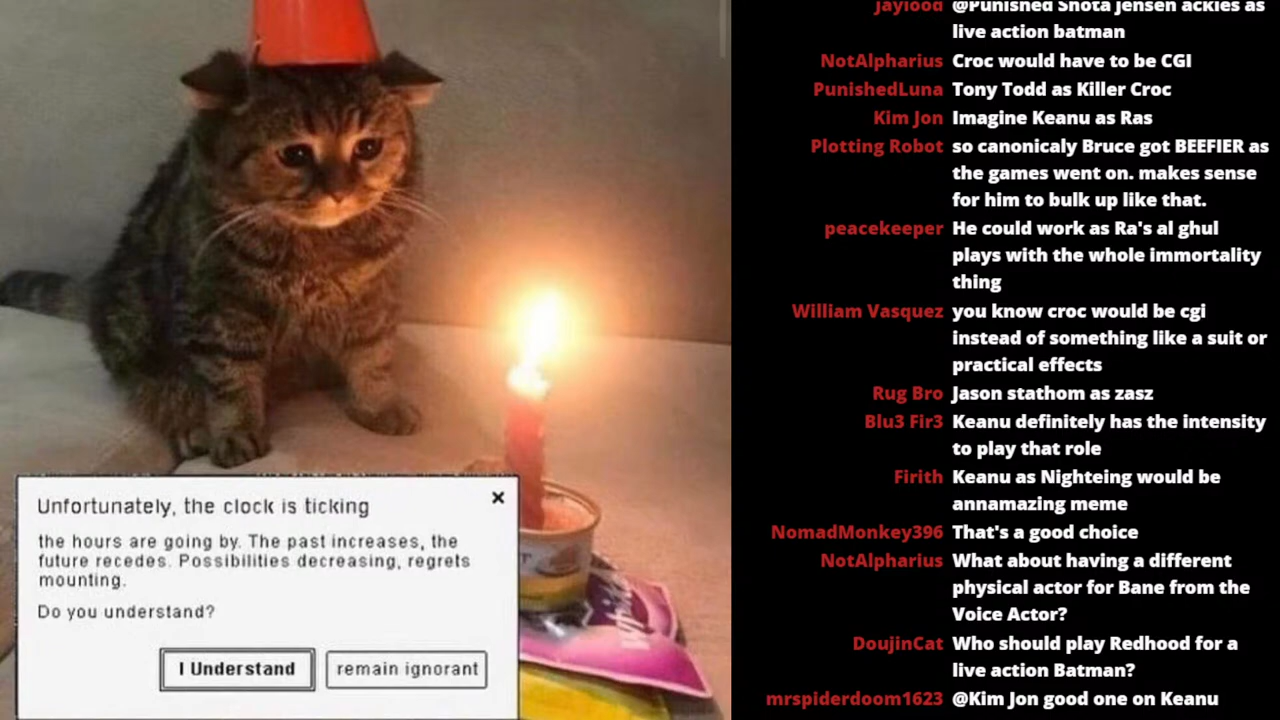 Unfortunately, the clock is ticking
the hours are going by. The past increases, the
future recedes. Possibilities decreasing, regrets
mounting.
Do you understand?
I Understand
remain ignorant
jayfood @Punished Shota jensen ackles as
live action batman
NotAlpharius Croc would have to be CGI
PunishedLuna Tony Todd as Killer Croc
Kim Jon Imagine Keanu as Ras
Plotting Robot so canonicaly Bruce got BEEFIER as
the games went on. makes sense
for him to bulk up like that.
peacekeeper He could work as Ra's al ghul
plays with the whole immortality
thing
William Vasquez you know croc would be cgi
instead of something like a suit or
practical effects
Rug Bro Jason stathom as zasz
Blu3 Fir3 Keanu definitely has the intensity
to play that role
Firith Keanu as Nighteing would be
annamazing meme
NomadMonkey396 That's a good choice
NotAlpharius What about having a different
physical actor for Bane from the
Voice Actor?
DoujinCat Who should play Redhood for a
live action Batman?
mrspiderdoom1623 @Kim Jon good one on Keanu